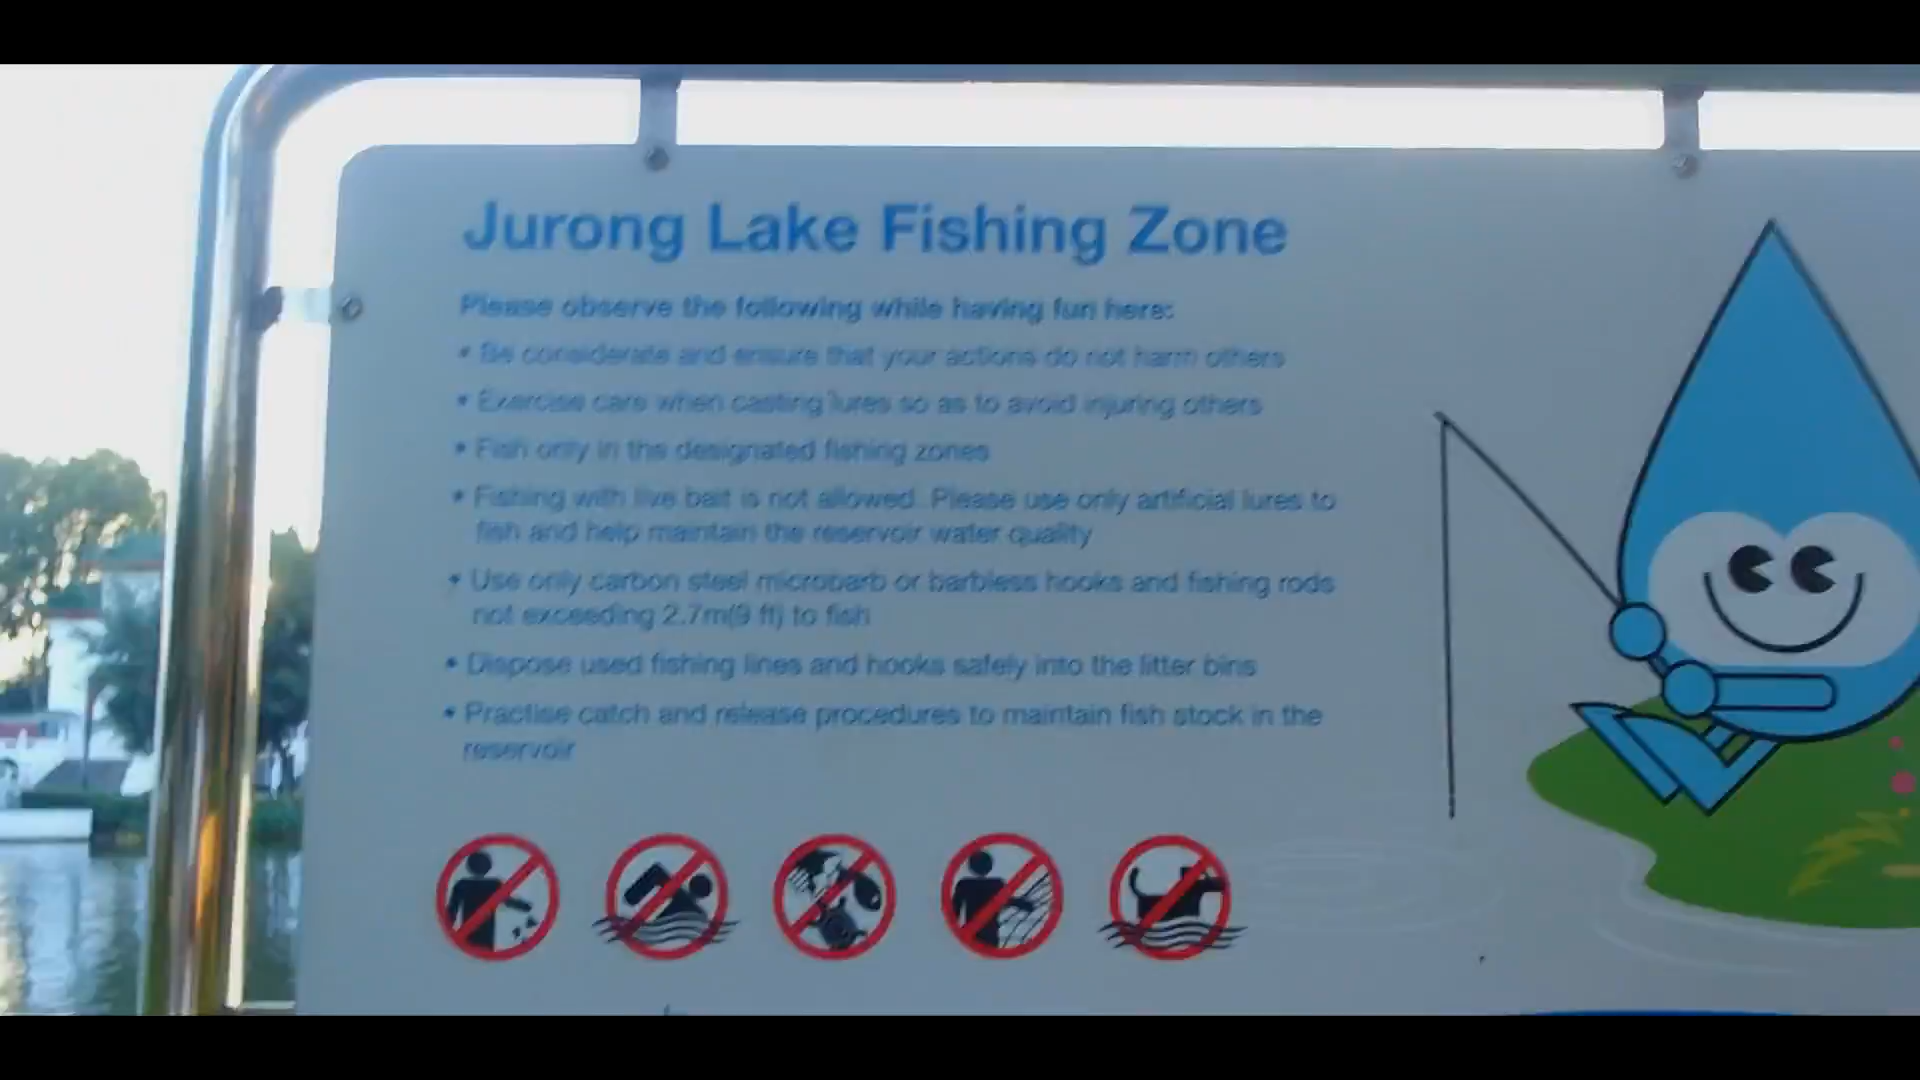 Jurong Lake Fishing Zone
Please observe the following while having fun here:
• Be considerate and ensure that your actions do not harm others
• Exercise care when casting lures so as to avoid injuring others
• Fish only in the designated fishing zones
• Fishing with live bait is not allowed. Please use only artificial lures to
fish and help maintain the reservoir water quality
• Use only carbon steel microbarb or barbless hooks and fishing rods
not exceeding 2.7m(9 ft) to fish
• Dispose used fishing lines and hooks safely into the litter bins
• Practise catch and release procedures to maintain fish stock in the
reservoir